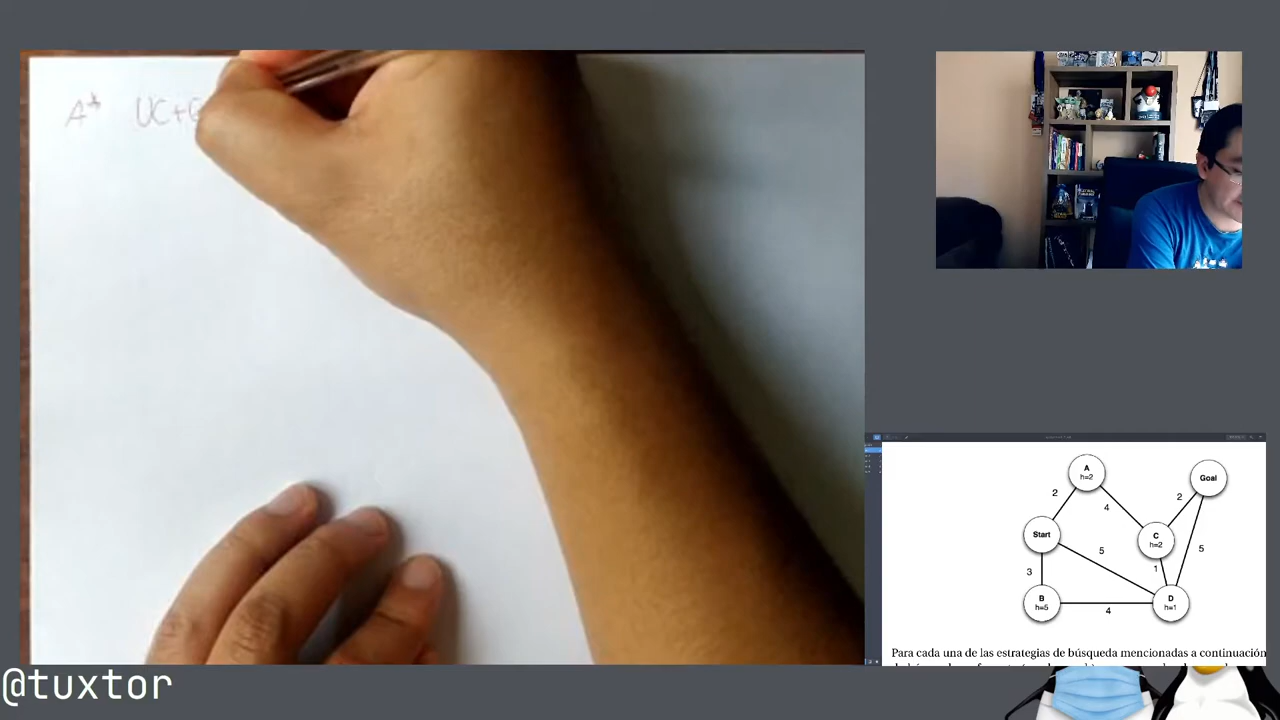 A* UC+G
A
h=2
Goal
2
4
2
Start
C
h=2
5
5
3
1
B
h=5
D
h=1
4
Para cada una de las estrategias de búsqueda mencionadas a continuación
@tuxtor